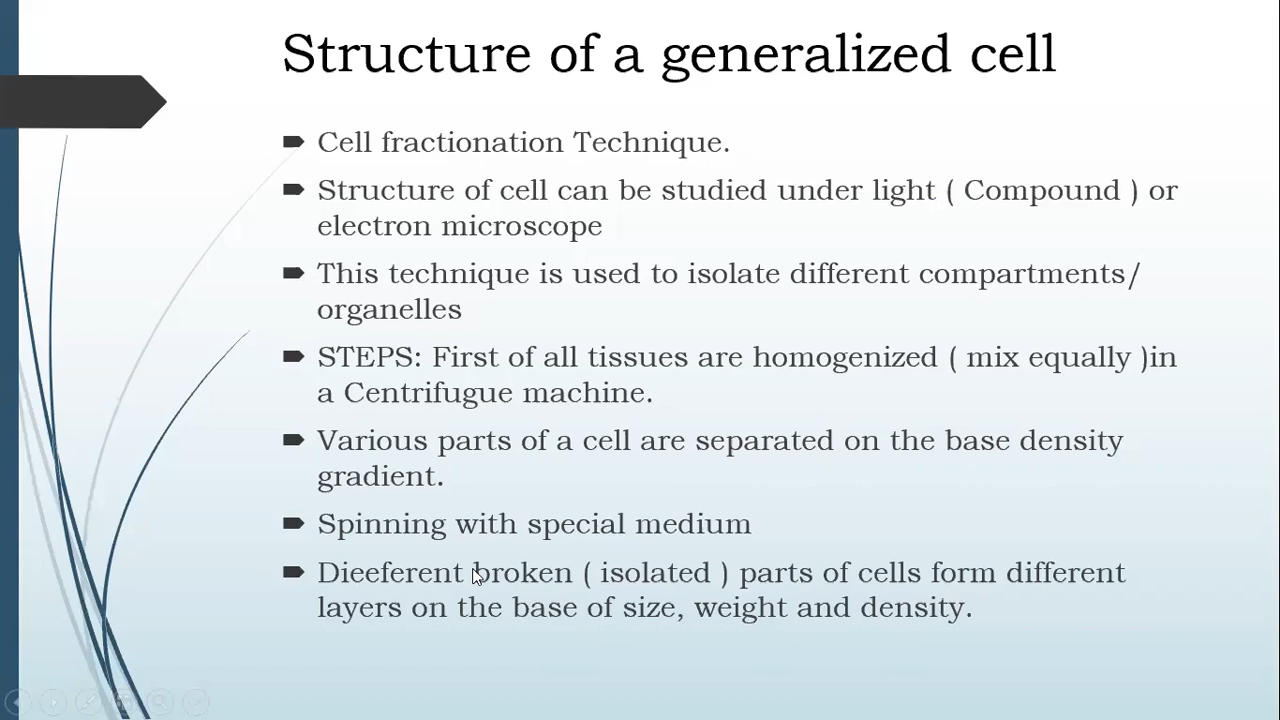 Structure of a generalized cell
Cell fractionation Technique.
Structure of cell can be studied under light ( Compound ) or
electron microscope
This technique is used to isolate different compartments/
organelles
STEPS: First of all tissues are homogenized ( mix equally )in
a Centrifugue machine.
Various parts of a cell are separated on the base density
gradient.
Spinning with special medium
Dieeferent broken ( isolated ) parts of cells form different
layers on the base of size, weight and density.